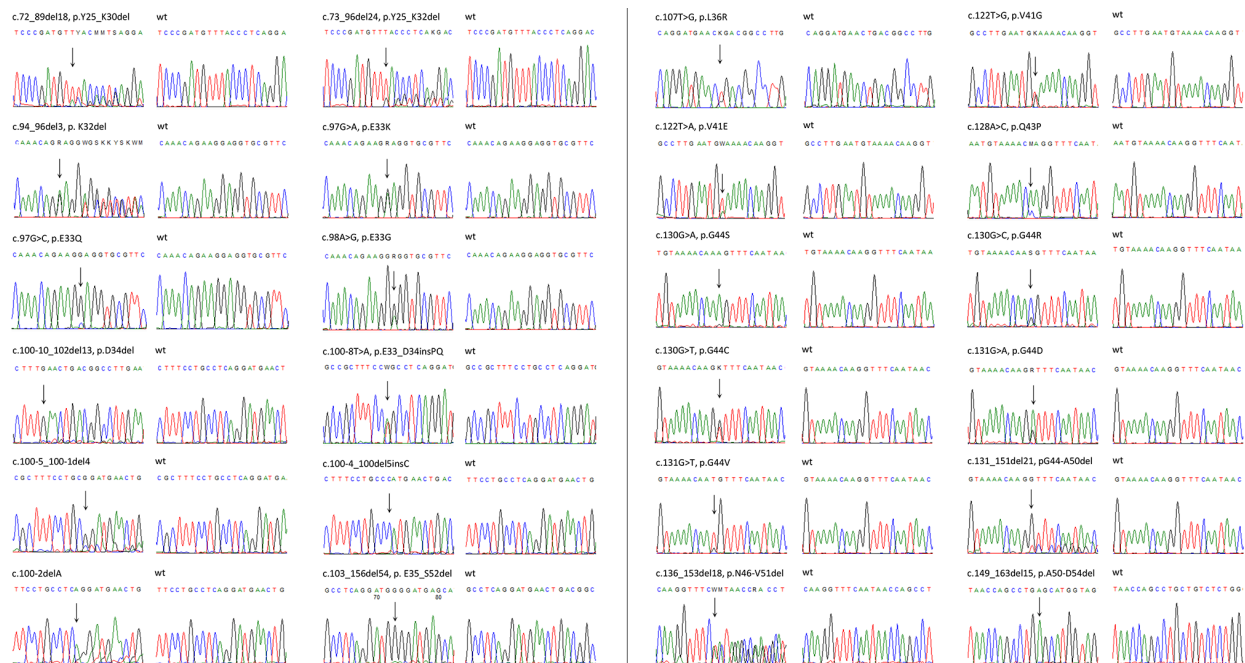 c.72_89del18, p.Y25_K30del
wt
TCCCGATGTTYACMMTSAGGA
TCCCGATGTTTACCCTCAGGA
c.73_96del24, p.Y25_K32del
wt
TCCCGATGTTTACCCTCAKGAC
TCCCGATGTTTACCCTCAGGAC
c.94_96del3, p. K32del
wt
CAAACAGRAGGWGSKKYSKWM
CAAACAGAAGGAGGTGCGTTC
c.97G>A, p.E33K
wt
CAAACAGAAGRAGGTGCGTTC
CAAACAGAAGGAGGTGCGTTC
c.97G>C, p.E33Q
wt
CAAACAGAAGGAGGTGCGTTC
CAAACAGAAGGAGGTGCGTTC
c.98A>G, p.E33G
wt
CAAACAGAAGGRGGTGCGTTC
CAAACAGAAGGAGGTGCGTTC
c.100-10_102del13, p.D34del
wt
CTTTGAACTGACGGCCTTGAA
CTTTCCTGCCTCAGGATGAACT
c.100-8T>A, p.E33_D34insPQ
wt
GCCGCTTTCCWGCCTCAGGAT
GCCGCTTTCCTGCCTCAGGAT
c.100-5_100-1del4
wt
CGCTTTCCTGCGGATGAACTG
CGCTTTCCTGCCTCAGGATGA
c.100-4_100del5insC
wt
CTTTCCTGCCCATGAACTGAC
TTCCTGCCTCAGGATGAACTG
c.100-2delA
wt
TTCCTGCCTCAGGATGAACTG
TTCCTGCCTCAGGATGAACTG
c.103_156del54, p. E35_S52del
wt
GCCTCAGGATGGGGATGAGCA
70 80
GCCTCAGGATGAACTGACGGC
c.107T>G, p.L36R
wt
CAGGATGAACKGACGGCCTTG
CAGGATGAACTGACGGCCTTG
c.122T>G, p.V41G
wt
GCCTTGAATGKAAAACAAGGT
GCCTTGAATGTAAAACAAGGT
c.122T>A, p.V41E
wt
GCCTTGAATGWAAAACAAGGT
GCCTTGAATGTAAAACAAGGT
c.128A>C, p.Q43P
wt
AATGTAAAACMAGGTTTCAAT
AATGTAAAACAAGGTTTCAAT
c.130G>A, p.G44S
wt
TGTAAAACAAGTTTCAATAA
TGTAAAACAAGGTTTCAATAA
c.130G>C, p.G44R
wt
TGTAAAACAASGTTTCAATAA
TGTAAAACAAGGTTTCAATAA
c.130G>T, p.G44C
wt
GTAAAACAAGKTTTCAATAAC
GTAAAACAAGGTTTCAATAAC
c.131G>A, p.G44D
wt
GTAAAACAAGRTTTCAATAAC
GTAAAACAAGGTTTCAATAAC
c.131G>T, p.G44V
wt
GTAAAACAATGTTTCAATAAC
GTAAAACAAGGTTTCAATAAC
c.131_151del21, pG44-A50del
wt
GTAAAACAAGGTTTCAATAAC
GTAAAACAAGGTTTCAATAAC
c.136_153del18, p.N46-V51del
wt
CAAGGTTTCWMTAACCRACCT
CAAGGTTTCAATAACCAGCCT
c.149_163del15, p.A50-D54del
wt
TAACCAGCCTGAGCATGGTAG
TAACCAGCCTGCTGTCTCTGG